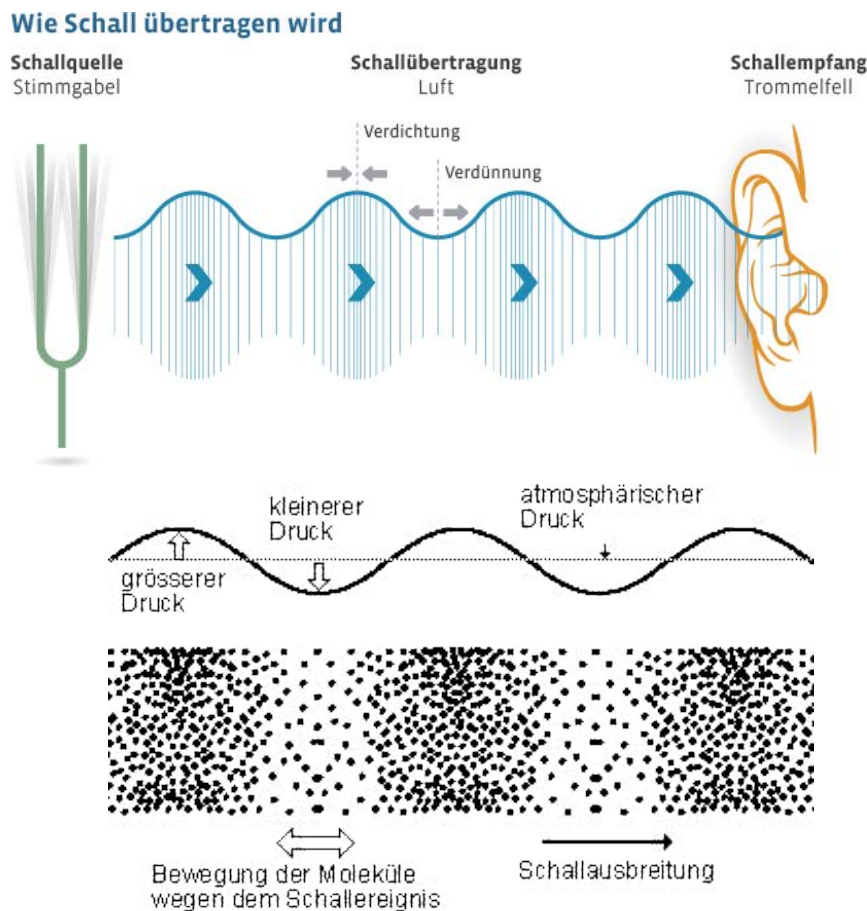 Wie Schall übertragen wird
Schallquelle
Stimmgabel
Schallübertragung
Luft
Schallempfang
Trommelfell
Verdichtung
Verdünnung
kleinerer
Druck
atmosphärischer
Druck
grösserer
Druck
Bewegung der Moleküle
wegen dem Schallereignis
Schallausbreitung